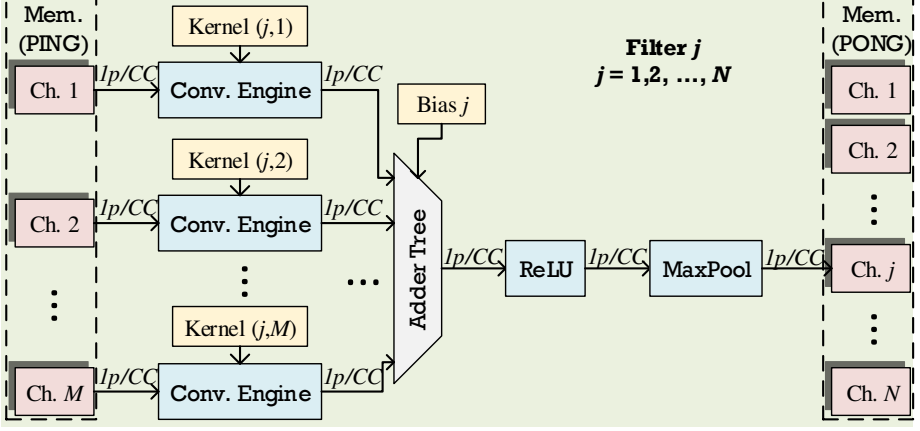 Mem.
(PING)
Ch. 1
Ch. 2
Ch. M
1p/CC
1p/CC
1p/CC
Kernel (j,1)
Conv. Engine
Kernel (j,2)
Conv. Engine
Kernel (j,M)
Conv. Engine
1p/CC
1p/CC
1p/CC
Bias j
Adder Tree
1p/CC
ReLU
1p/CC
MaxPool
1p/CC
Filter j
j = 1,2, ..., N
Mem.
(PONG)
Ch. 1
Ch. 2
Ch. j
Ch. N